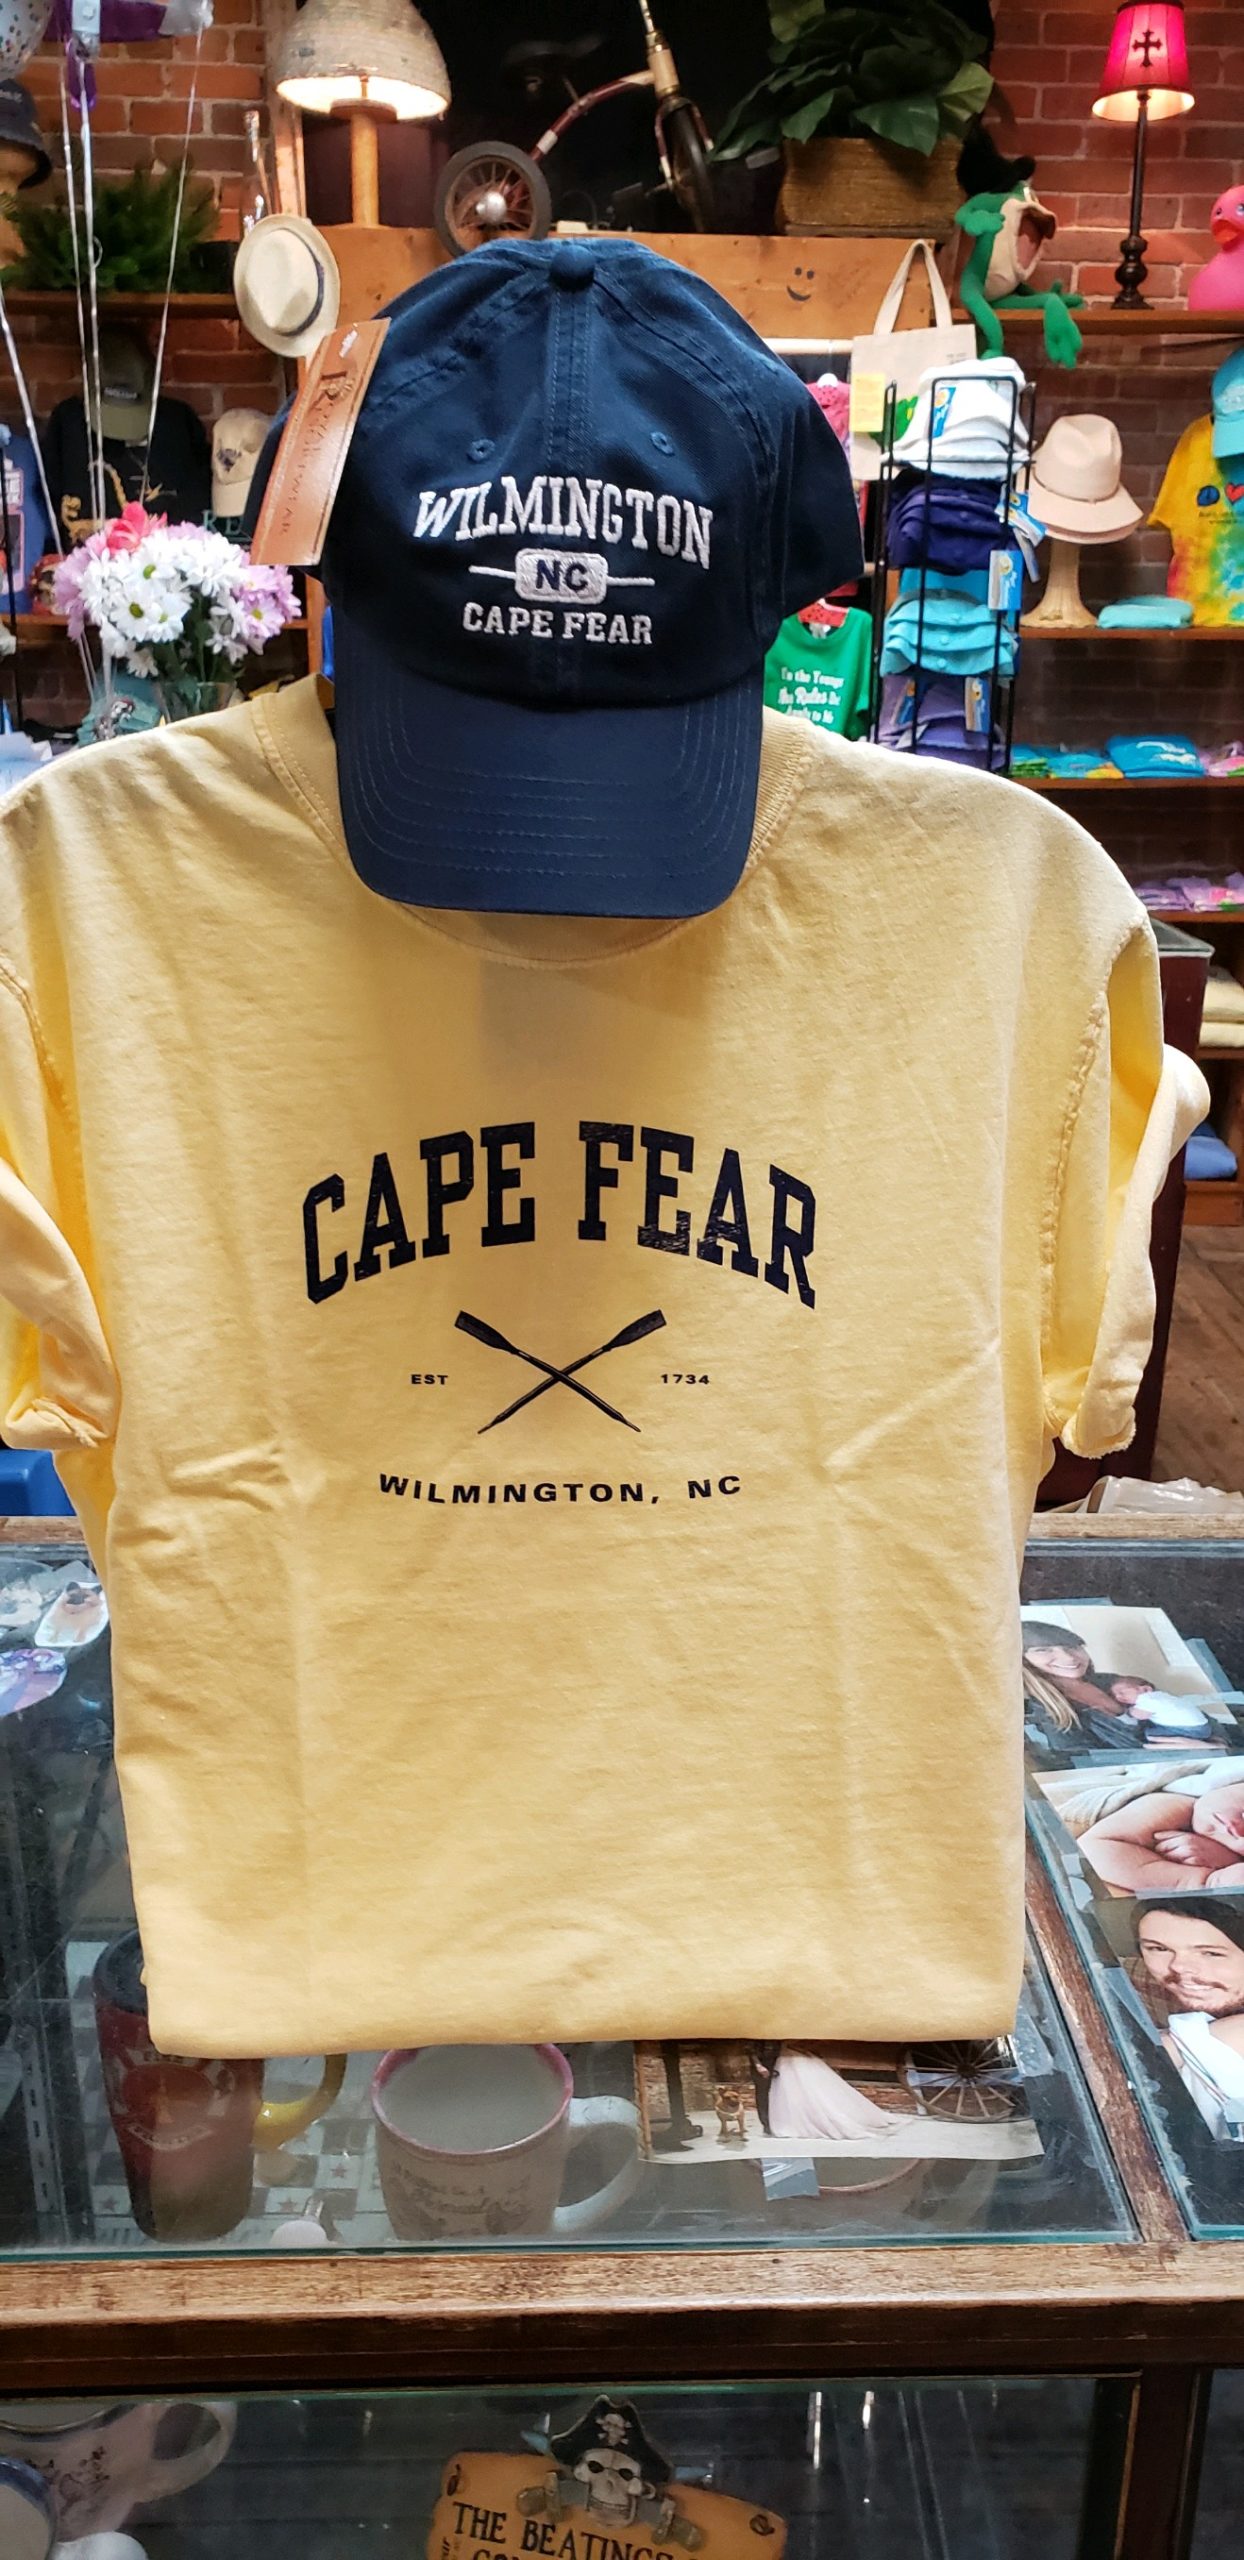 WILMINGTON
NC
CAPE FEAR
CAPE FEAR
EST 1734
WILMINGTON, NC
THE BEATINGS